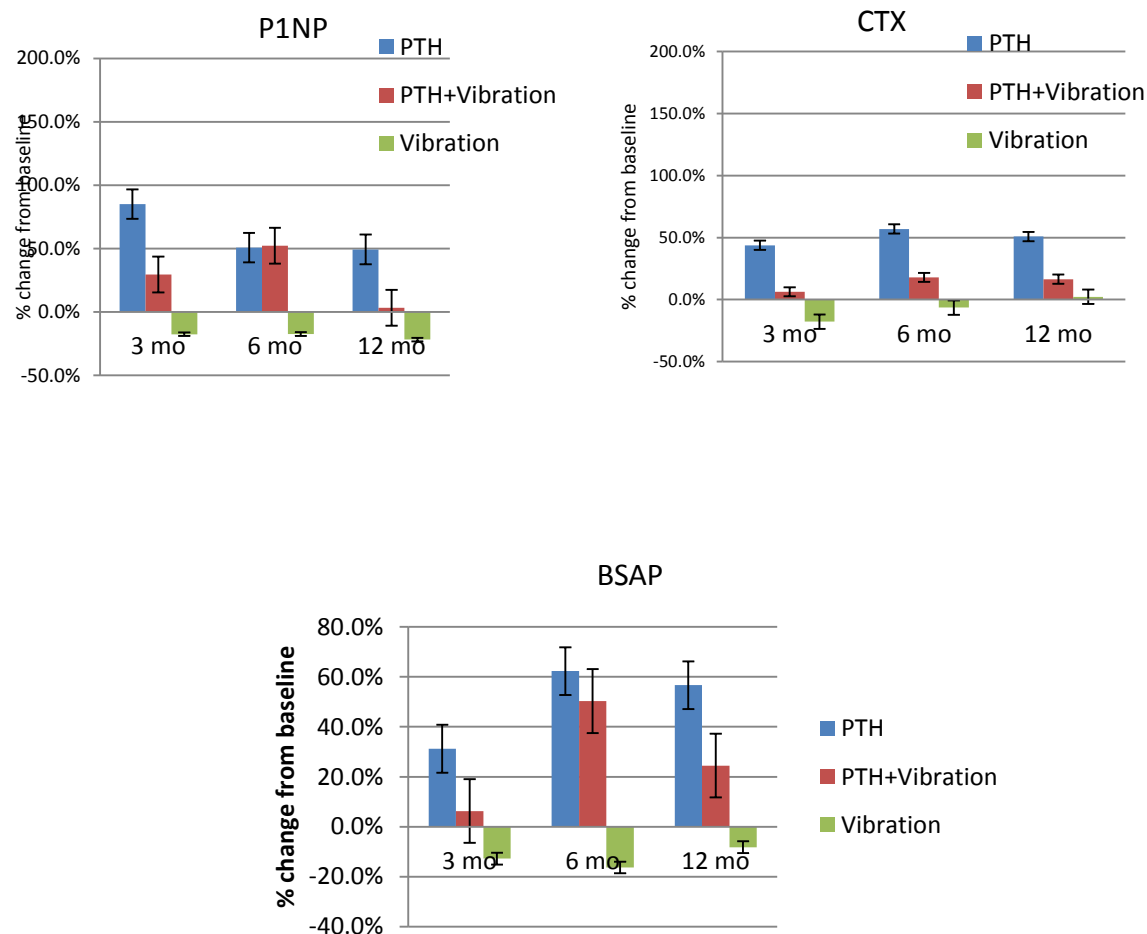 P1NP
PTH
PTH+Vibration
Vibration
% change from baseline
200.0%
150.0%
100.0%
50.0%
0.0%
-50.0%
3 mo 6 mo 12 mo
CTX
PTH
PTH+Vibration
Vibration
% change from baseline
200.0%
150.0%
100.0%
50.0%
0.0%
-50.0%
3 mo 6 mo 12 mo
BSAP
% change from baseline
80.0%
60.0%
40.0%
20.0%
0.0%
-20.0%
-40.0%
3 mo 6 mo 12 mo
PTH
PTH+Vibration
Vibration